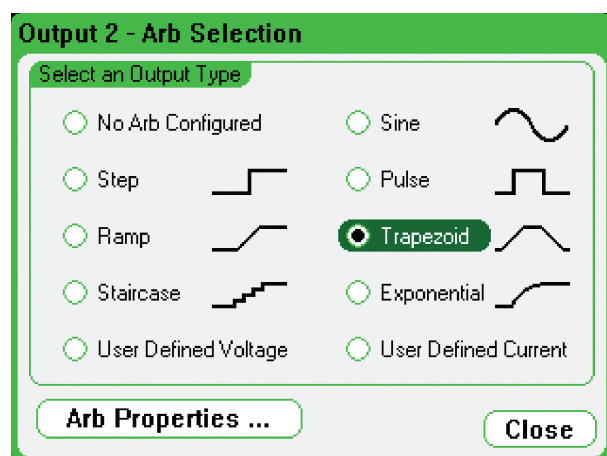 Output 2 - Arb Selection
Select an Output Type
No Arb Configured
Sine
Step
Pulse
Ramp
Trapezoid
Staircase
Exponential
User Defined Voltage
User Defined Current
Arb Properties ...
Close